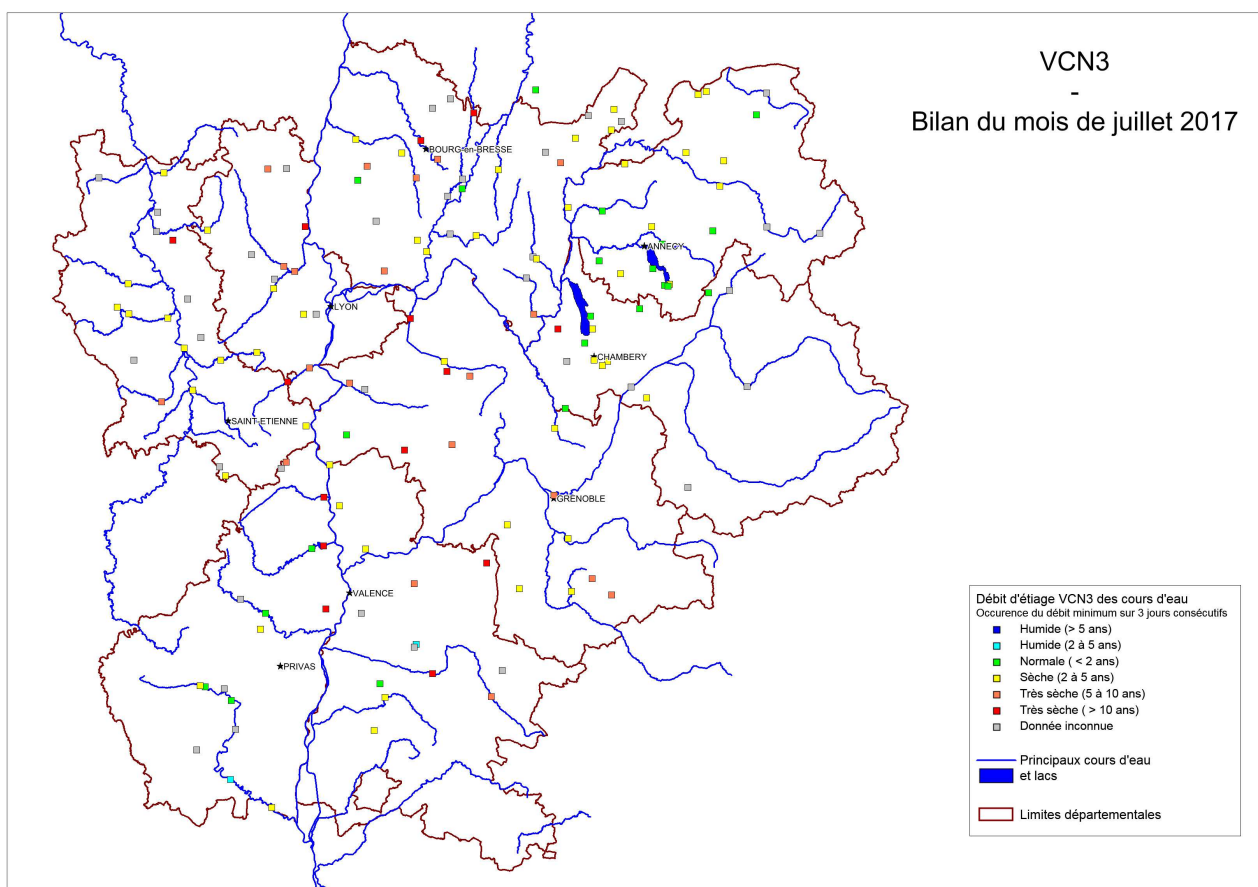 VCN3
-
Bilan du mois de juillet 2017
BOURG-en-BRESSE
ANNECY
LYON
CHAMBERY
SAINT-ETIENNE
GRENOBLE
VALENCE
PRIVAS
Débit d'étiage VCN3 des cours d'eau
Occurence du débit minimum sur 3 jours consécutifs
Humide (> 5 ans)
Humide (2 à 5 ans)
Normale ( < 2 ans)
Sèche (2 à 5 ans)
Très sèche (5 à 10 ans)
Très sèche ( > 10 ans)
Donnée inconnue
Principaux cours d'eau
et lacs
Limites départementales